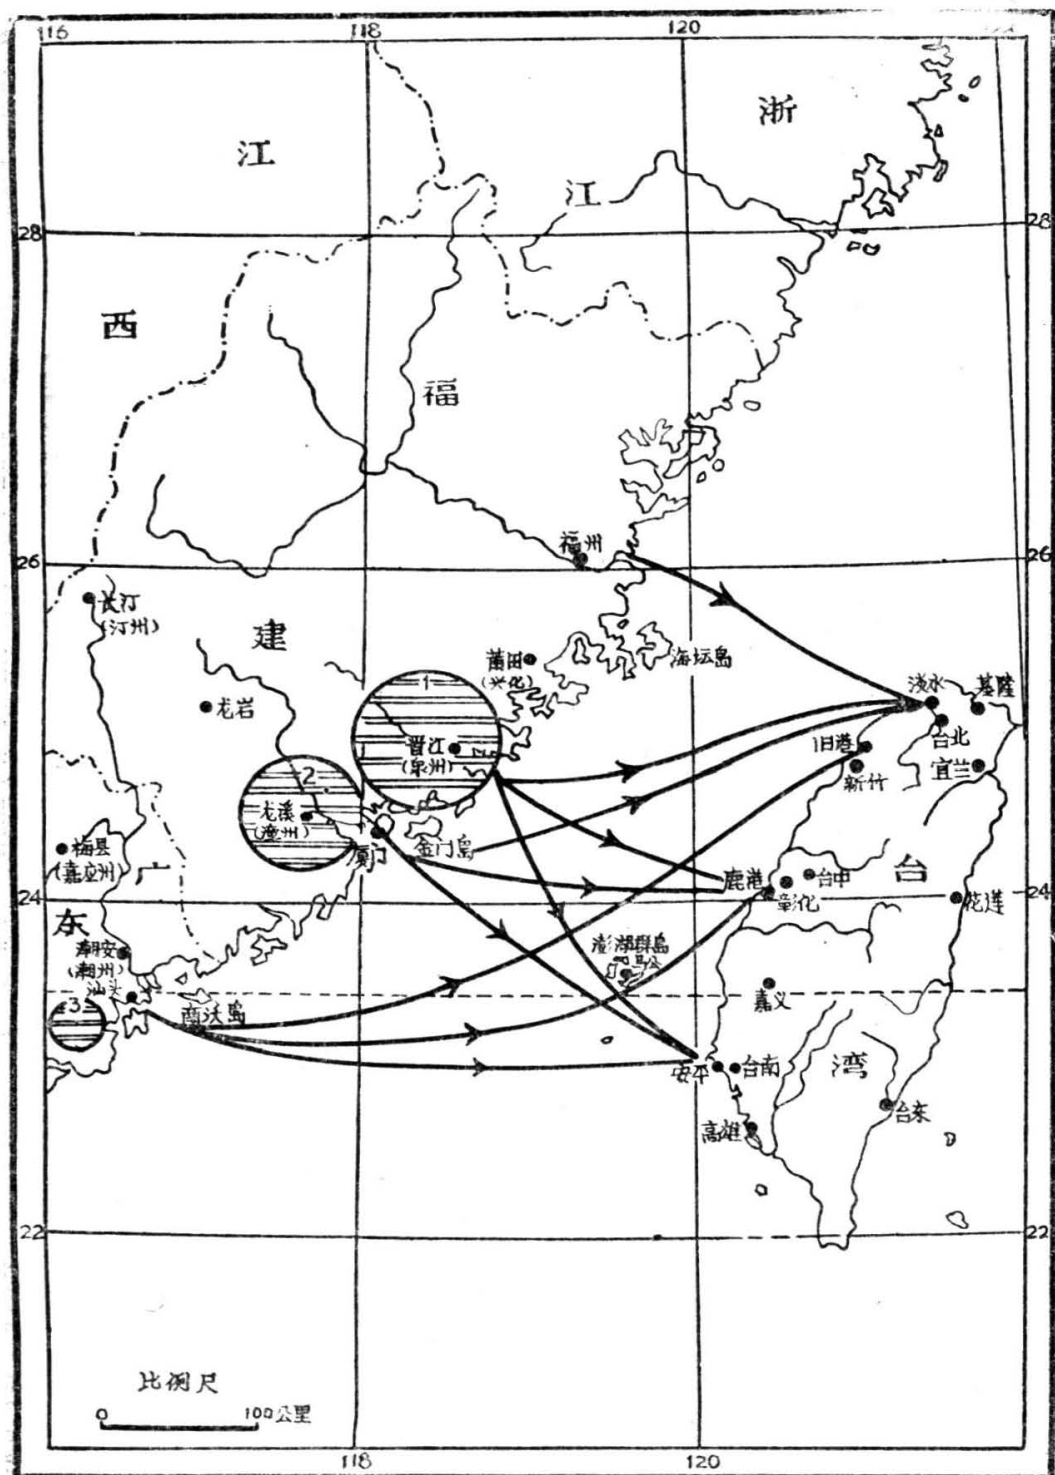 116
118
120
浙
江
江
28
28
西
福
福州
26
26
长汀
(汀州)
建
莆田
(兴化)
海坛岛
1
龙岩
淡水
基隆
晋江
(泉州)
旧港
台北
新竹
宜兰
2
龙溪
(漳州)
梅县
(嘉应州)
广
厦门
金门岛
鹿港
台中
台
彰化
24
24
花莲
东
潮安
(潮州)
汕头
澎湖群岛
马公
3
南沃岛
嘉义
安平
台南
湾
高雄
台东
22
22
比例尺
0
100公里
118
120